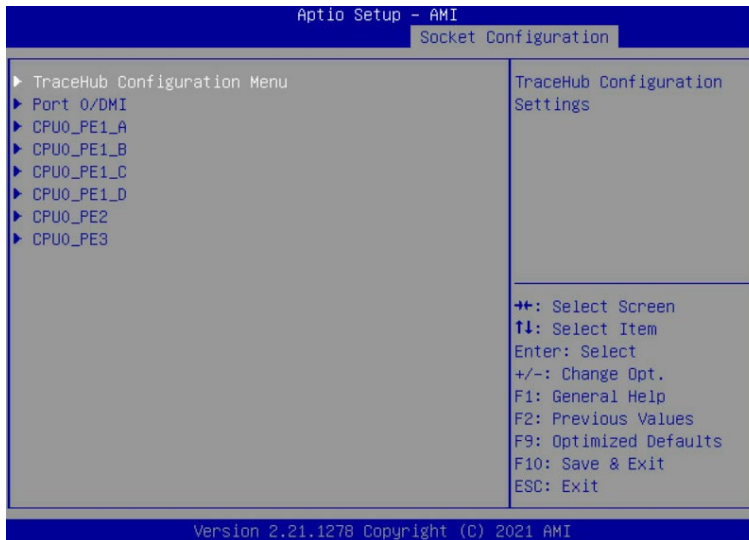 Aptio Setup – AMI
Socket Configuration
TraceHub Configuration Menu
Port 0/DMI
CPU0_PE1_A
CPU0_PE1_B
CPU0_PE1_C
CPU0_PE1_D
CPU0_PE2
CPU0_PE3
TraceHub Configuration
Settings
→←: Select Screen
↑↓: Select Item
Enter: Select
+/-: Change Opt.
F1: General Help
F2: Previous Values
F9: Optimized Defaults
F10: Save & Exit
ESC: Exit
Version 2.21.1278 Copyright (C) 2021 AMI